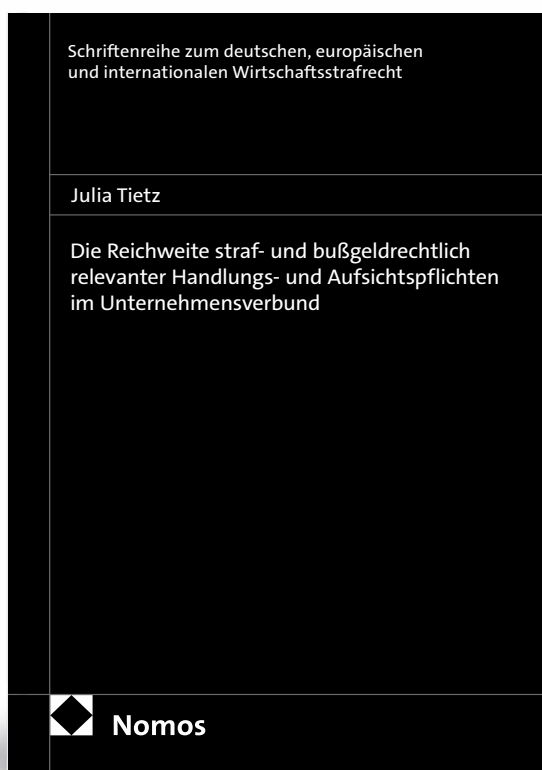 Schriftenreihe zum deutschen, europäischen
und internationalen Wirtschaftsstrafrecht
Julia Tietz
Die Reichweite straf- und bußgeldrechtlich
relevanter Handlungs- und Aufsichtspflichten
im Unternehmensverbund
Nomos